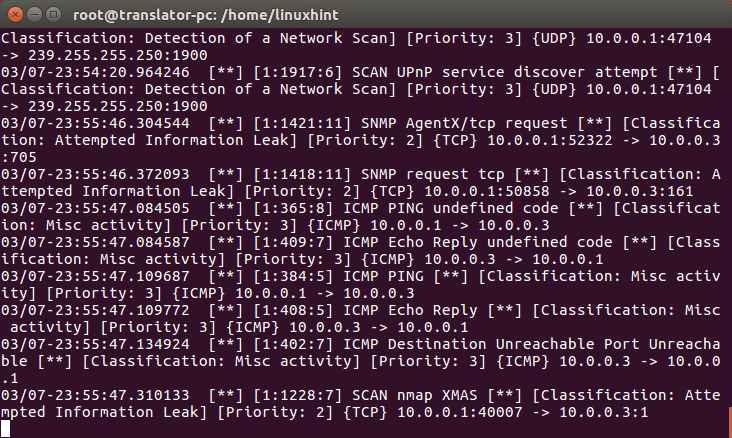 root@translator-pc: /home/linuxhint
Classification: Detection of a Network Scan] [Priority: 3] {UDP} 10.0.0.1:47104
-> 239.255.255.250:1900
03/07-23:54:20.964246  [**] [1:1917:6] SCAN UPnP service discover attempt [**] [
Classification: Detection of a Network Scan] [Priority: 3] {UDP} 10.0.0.1:47104
-> 239.255.255.250:1900
03/07-23:55:46.304544  [**] [1:1421:11] SNMP AgentX/tcp request [**] [Classifica
tion: Attempted Information Leak] [Priority: 2] {TCP} 10.0.0.1:52322 -> 10.0.0.3
:705
03/07-23:55:46.372093  [**] [1:1418:11] SNMP request tcp [**] [Classification: A
ttempted Information Leak] [Priority: 2] {TCP} 10.0.0.1:50858 -> 10.0.0.3:161
03/07-23:55:47.084505  [**] [1:365:8] ICMP PING undefined code [**] [Classificat
ion: Misc activity] [Priority: 3] {ICMP} 10.0.0.1 -> 10.0.0.3
03/07-23:55:47.084587  [**] [1:409:7] ICMP Echo Reply undefined code [**] [Class
ification: Misc activity] [Priority: 3] {ICMP} 10.0.0.3 -> 10.0.0.1
03/07-23:55:47.109687  [**] [1:384:5] ICMP PING [**] [Classification: Misc activ
ity] [Priority: 3] {ICMP} 10.0.0.1 -> 10.0.0.3
03/07-23:55:47.109772  [**] [1:408:5] ICMP Echo Reply [**] [Classification: Misc
 activity] [Priority: 3] {ICMP} 10.0.0.3 -> 10.0.0.1
03/07-23:55:47.134924  [**] [1:402:7] ICMP Destination Unreachable Port Unreacha
ble [**] [Classification: Misc activity] [Priority: 3] {ICMP} 10.0.0.3 -> 10.0.0
.1
03/07-23:55:47.310133  [**] [1:1228:7] SCAN nmap XMAS [**] [Classification: Atte
mpted Information Leak] [Priority: 2] {TCP} 10.0.0.1:40007 -> 10.0.0.3:1